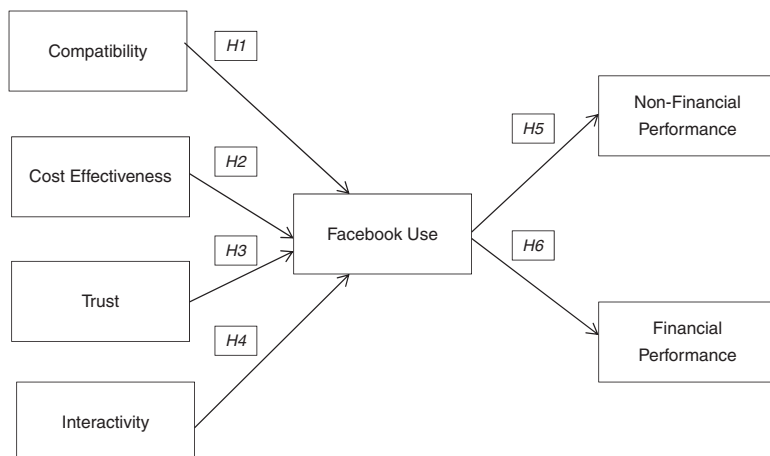 Compatibility
H1
Cost Effectiveness
H2
Trust
H3
Interactivity
H4
Facebook Use
H5
Non-Financial
Performance
H6
Financial
Performance